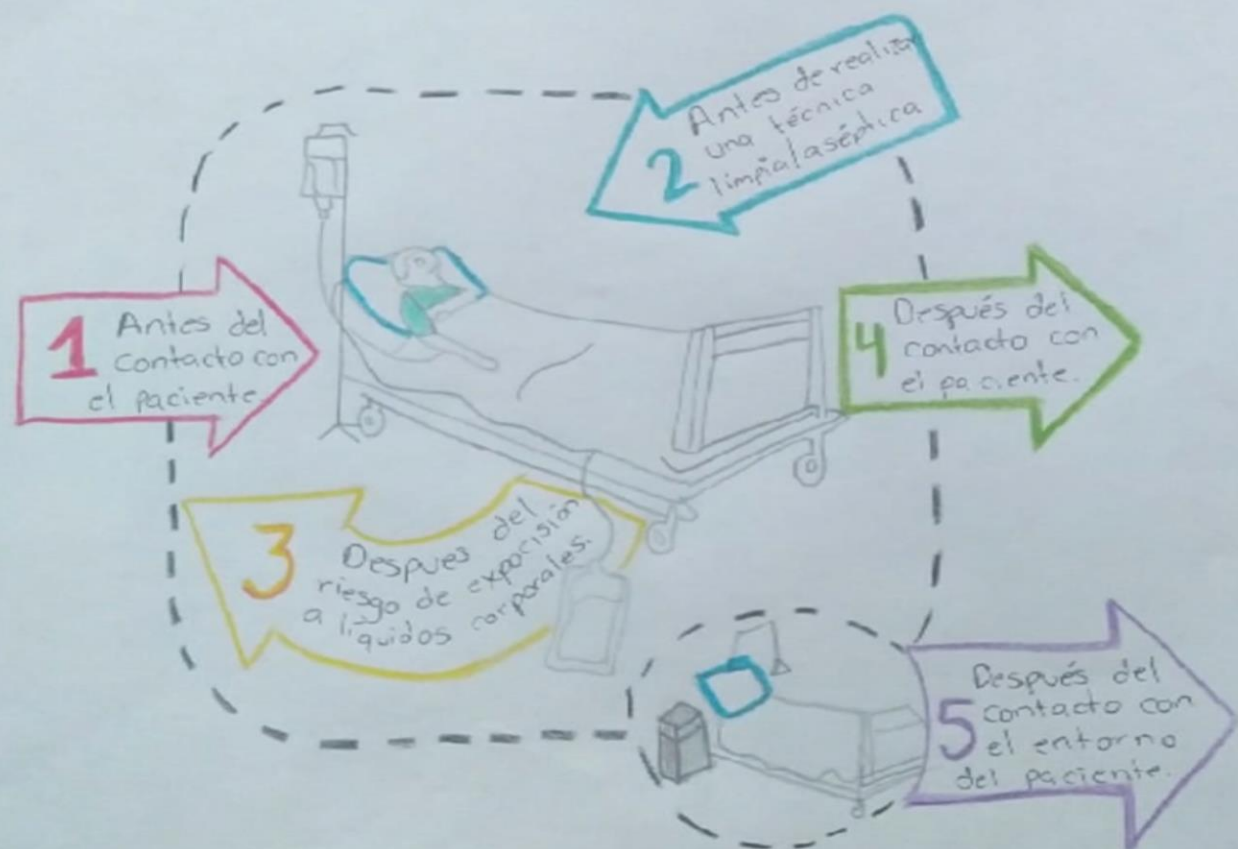 1 Antes del
contacto con
el paciente
2 Antes de realizar
una técnica
limpia/aséptica
3 Despues del
riesgo de expocisión
a líquidos corporales.
4 Después del
contacto con
el paciente.
5 Después del
contacto con
el entorno
del paciente.